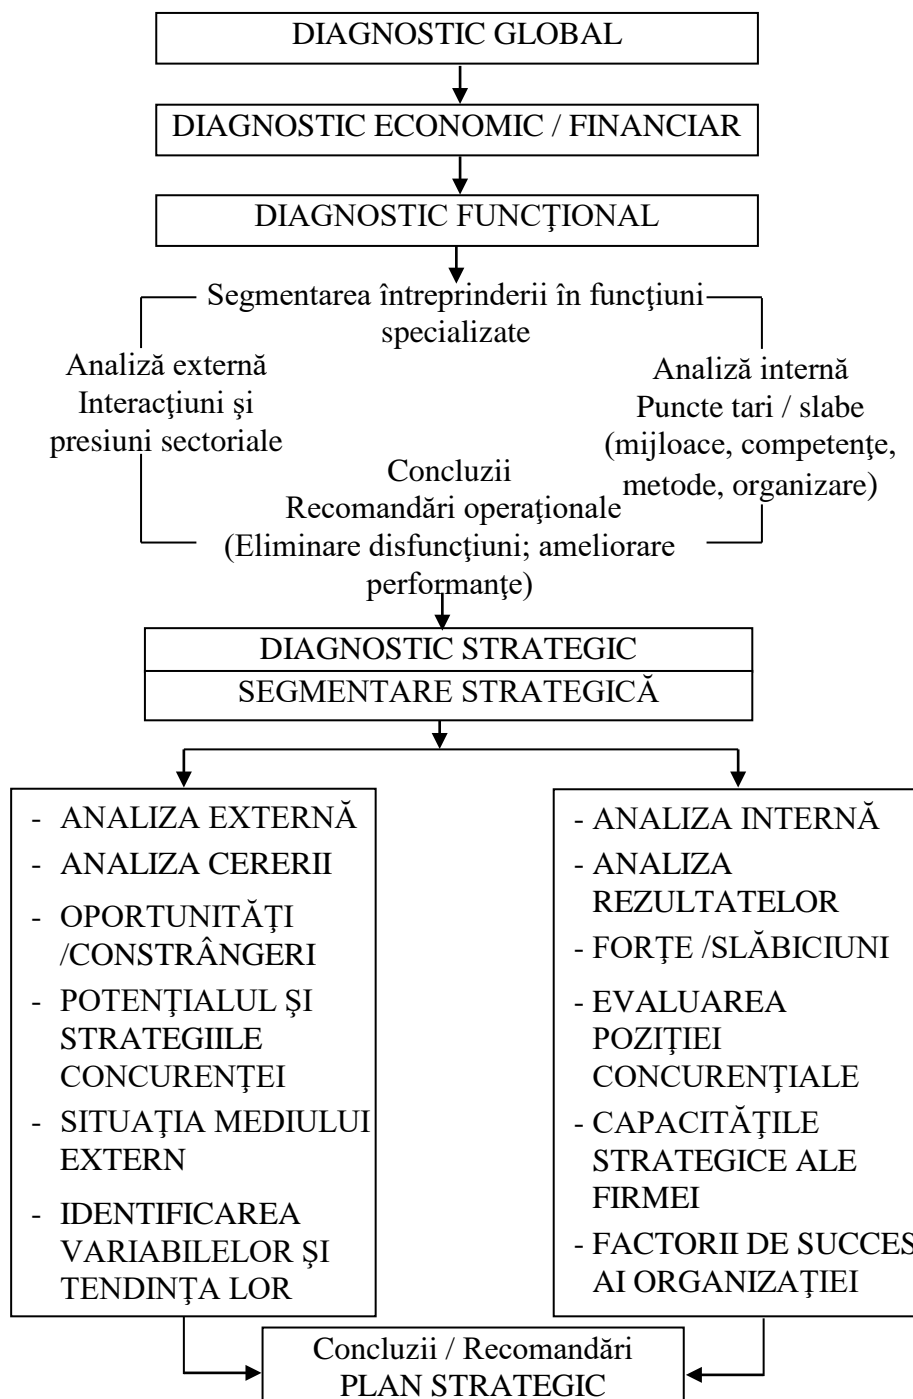 DIAGNOSTIC GLOBAL
DIAGNOSTIC ECONOMIC / FINANCIAR
DIAGNOSTIC FUNCŢIONAL
Segmentarea întreprinderii în funcţiuni
specializate
Analiză externă
Interacţiuni şi
presiuni sectoriale
Analiză internă
Puncte tari / slabe
(mijloace, competenţe,
metode, organizare)
Concluzii
Recomandări operaţionale
(Eliminare disfuncţiuni; ameliorare
performanţe)
DIAGNOSTIC STRATEGIC
SEGMENTARE STRATEGICĂ
- ANALIZA EXTERNĂ
- ANALIZA CERERII
- OPORTUNITĂŢI
/CONSTRÂNGERI
- POTENŢIALUL ŞI
STRATEGIILE
CONCURENŢEI
- SITUAŢIA MEDIULUI
EXTERN
- IDENTIFICAREA
VARIABILELOR ŞI
TENDINŢA LOR
- ANALIZA INTERNĂ
- ANALIZA
REZULTATELOR
- FORŢE /SLĂBICIUNI
- EVALUAREA
POZIŢIEI
CONCURENŢIALE
- CAPACITĂŢILE
STRATEGICE ALE
FIRMEI
- FACTORII DE SUCCES
AI ORGANIZAŢIEI
Concluzii / Recomandări
PLAN STRATEGIC